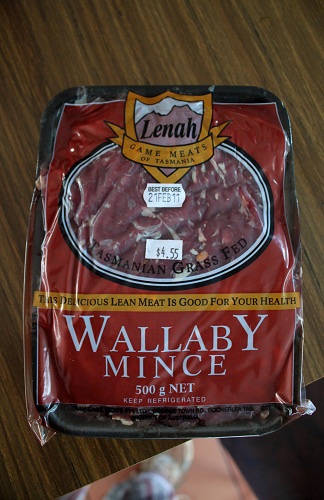 Lenah
GAME MEATS
OF TASMANIA
BEST BEFORE
21FEB11
$4.55
TASMANIAN GRASS FED
THIS DELICIOUS LEAN MEAT IS GOOD FOR YOUR HEALTH
WALLABY
MINCE
500 g NET
KEEP REFRIGERATED